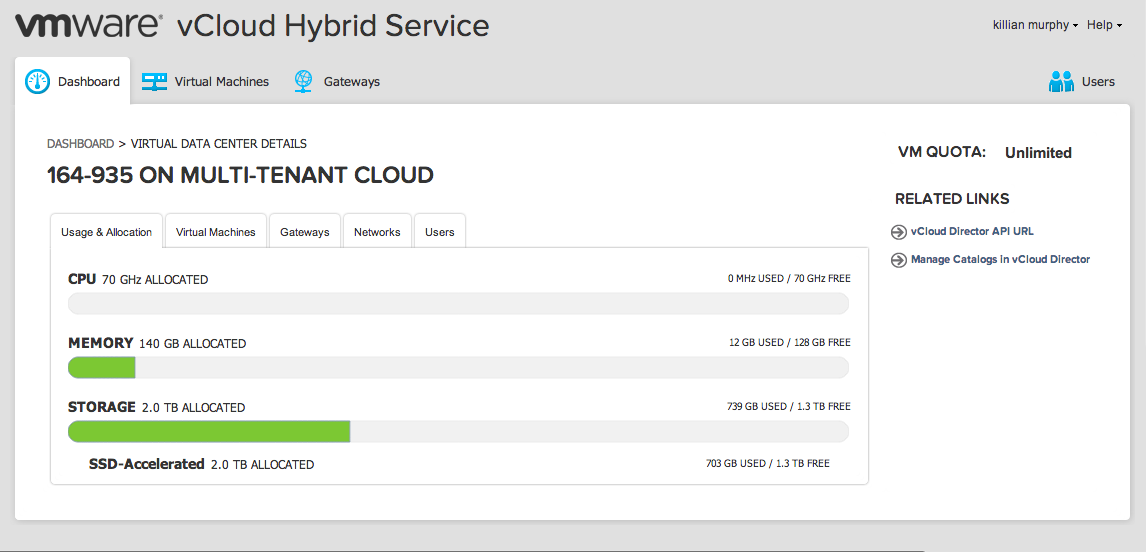 vmware® vCloud Hybrid Service
killian murphy Help
Dashboard Virtual Machines Gateways Users
DASHBOARD > VIRTUAL DATA CENTER DETAILS
164-935 ON MULTI-TENANT CLOUD
VM QUOTA: Unlimited
RELATED LINKS
vCloud Director API URL
Manage Catalogs in vCloud Director
Usage & Allocation Virtual Machines Gateways Networks Users
CPU 70 GHz ALLOCATED 0 MHz USED / 70 GHz FREE
MEMORY 140 GB ALLOCATED 12 GB USED / 128 GB FREE
STORAGE 2.0 TB ALLOCATED 739 GB USED / 1.3 TB FREE
SSD-Accelerated 2.0 TB ALLOCATED 703 GB USED / 1.3 TB FREE